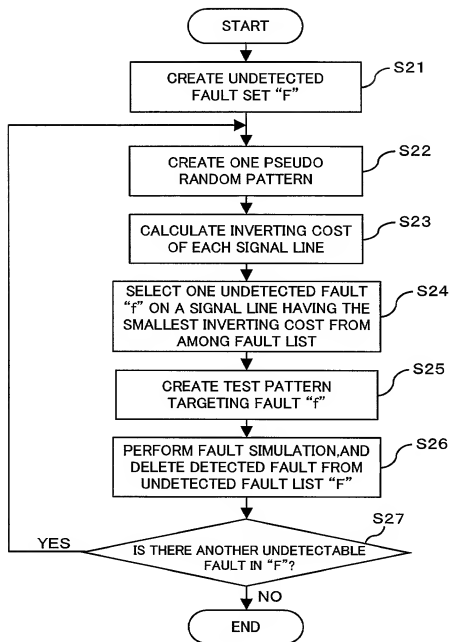 START
CREATE UNDETECTED
FAULT SET "F"
S21
CREATE ONE PSEUDO
RANDOM PATTERN
S22
CALCULATE INVERTING COST
OF EACH SIGNAL LINE
S23
SELECT ONE UNDETECTED FAULT
"f" ON A SIGNAL LINE HAVING THE
SMALLEST INVERTING COST FROM
AMONG FAULT LIST
S24
CREATE TEST PATTERN
TARGETING FAULT "f"
S25
PERFORM FAULT SIMULATION,AND
DELETE DETECTED FAULT FROM
UNDETECTED FAULT LIST "F"
S26
S27
YES
IS THERE ANOTHER UNDETECTABLE
FAULT IN "F"?
NO
END